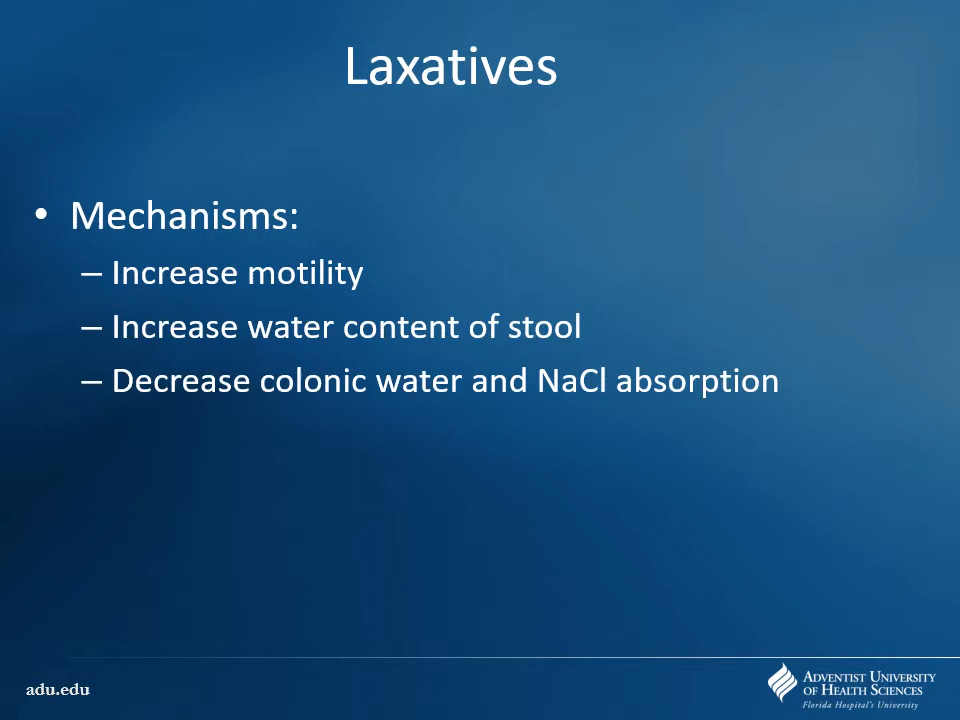 Laxatives
• Mechanisms:
– Increase motility
– Increase water content of stool
– Decrease colonic water and NaCl absorption
adu.edu
ADVENTIST UNIVERSITY
OF HEALTH SCIENCES
Florida Hospital's University